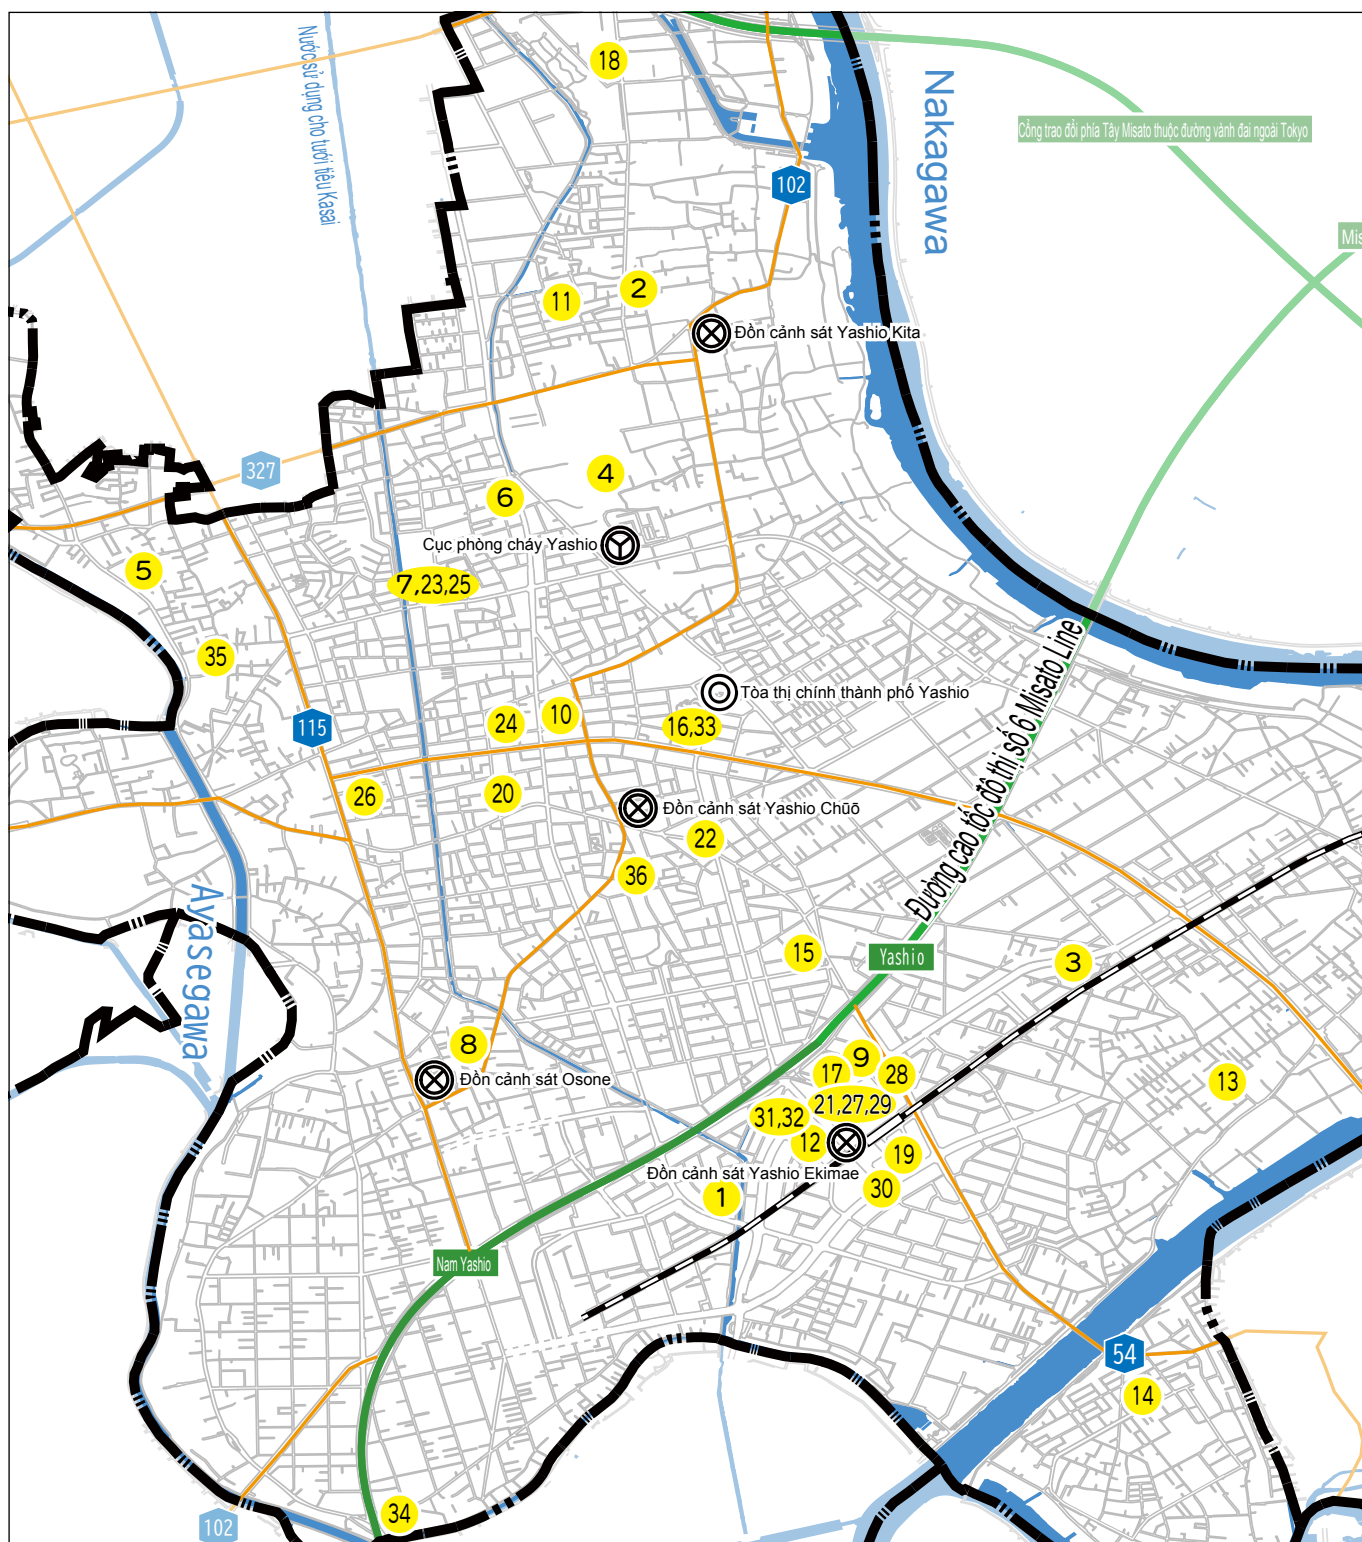 18
Nước sử dụng cho tưới tiêu Kasai
Nakagawa
Cổng trao đổi phía Tây Misato thuộc đường vành đai ngoài Tokyo
102
Mis
11
2
Đồn cảnh sát Yashio Kita
327
4
6
Cục phòng cháy Yashio
5
7,23,25
35
Đường cao tốc đô thị số 6 Misato Line
Tòa thị chính thành phố Yashio
115
24
10
16,33
26
20
Đồn cảnh sát Yashio Chūō
22
36
Ayasegawa
15
Yashio
3
8
9
17
28
Đồn cảnh sát Osone
13
21,27,29
31,32
12
19
Đồn cảnh sát Yashio Ekimae
30
1
Nam Yashio
54
14
34
102